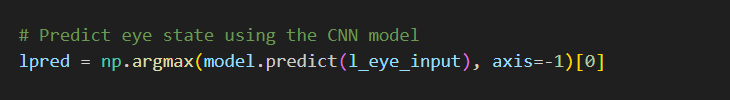 # Predict eye state using the CNN model
lpred = np.argmax(model.predict(l_eye_input), axis=-1)[0]